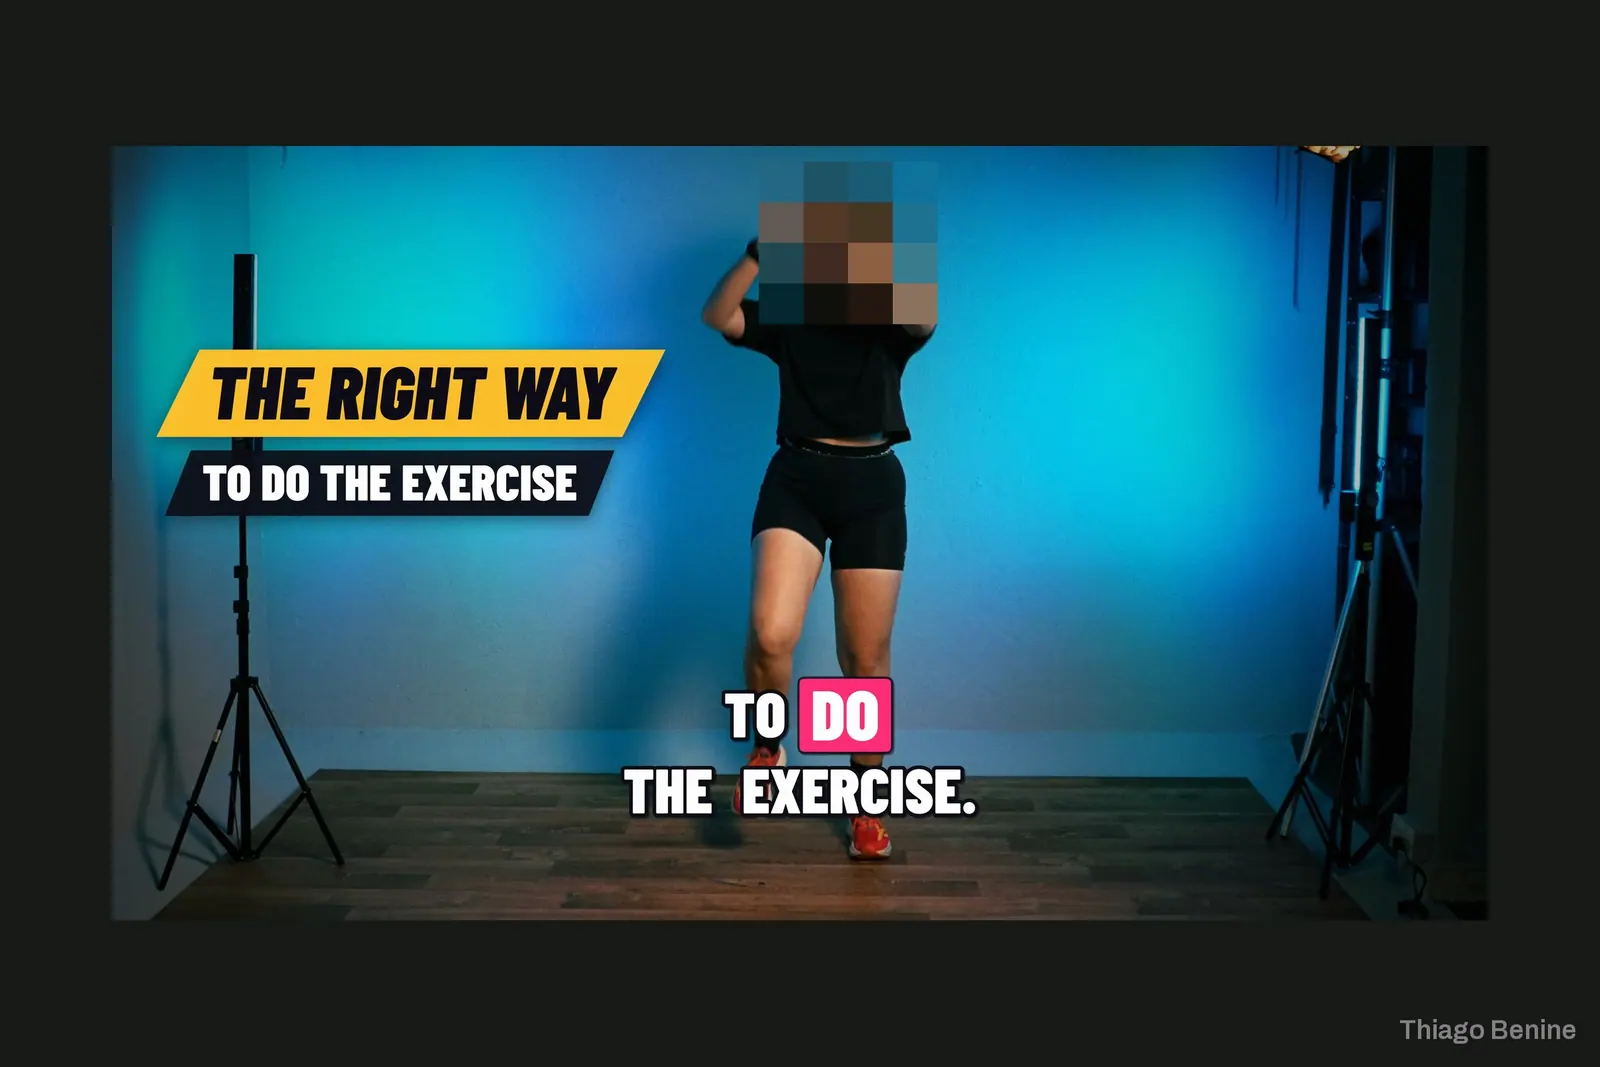 THE RIGHT WAY
TO DO THE EXERCISE
TO DO
THE EXERCISE.
Thiago Benine